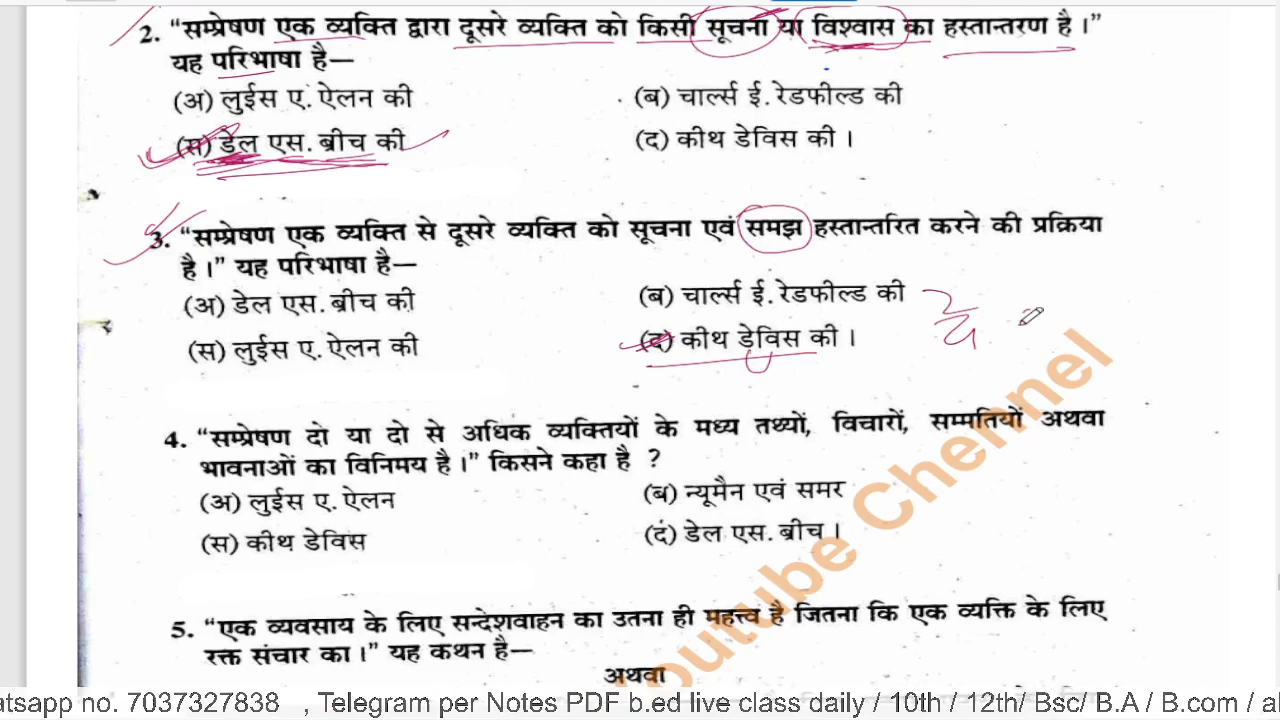 2. “सम्प्रेषण एक व्यक्ति द्वारा दूसरे व्यक्ति को किसी सूचना या विश्वास का हस्तान्तरण है।”
यह परिभाषा है—
(अ) लुईस ए. ऐलन की (ब) चार्ल्स ई. रेडफील्ड की
(स) डेल एस. ब्रीच की (द) कीथ डेविस की।
3. “सम्प्रेषण एक व्यक्ति से दूसरे व्यक्ति को सूचना एवं समझ हस्तान्तरित करने की प्रक्रिया
है।” यह परिभाषा है—
(अ) डेल एस. ब्रीच की (ब) चार्ल्स ई. रेडफील्ड की
(स) लुईस ए. ऐलन की (द) कीथ डेविस की।
4. “सम्प्रेषण दो या दो से अधिक व्यक्तियों के मध्य तथ्यों, विचारों, सम्मतियों अथवा
भावनाओं का विनिमय है।” किसने कहा है ?
(अ) लुईस ए. ऐलन (ब) न्यूमैन एवं समर
(स) कीथ डेविस (द) डेल एस. ब्रीच।
5. “एक व्यवसाय के लिए सन्देशवाहन का उतना ही महत्त्व है जितना कि एक व्यक्ति के लिए
रक्त संचार का।” यह कथन है—
अथवा
outube Chennel
atsapp no. 7037327838 , Telegram per Notes PDF b.ed live class daily / 10th / 12th/ Bsc/ B.A / B.com / a